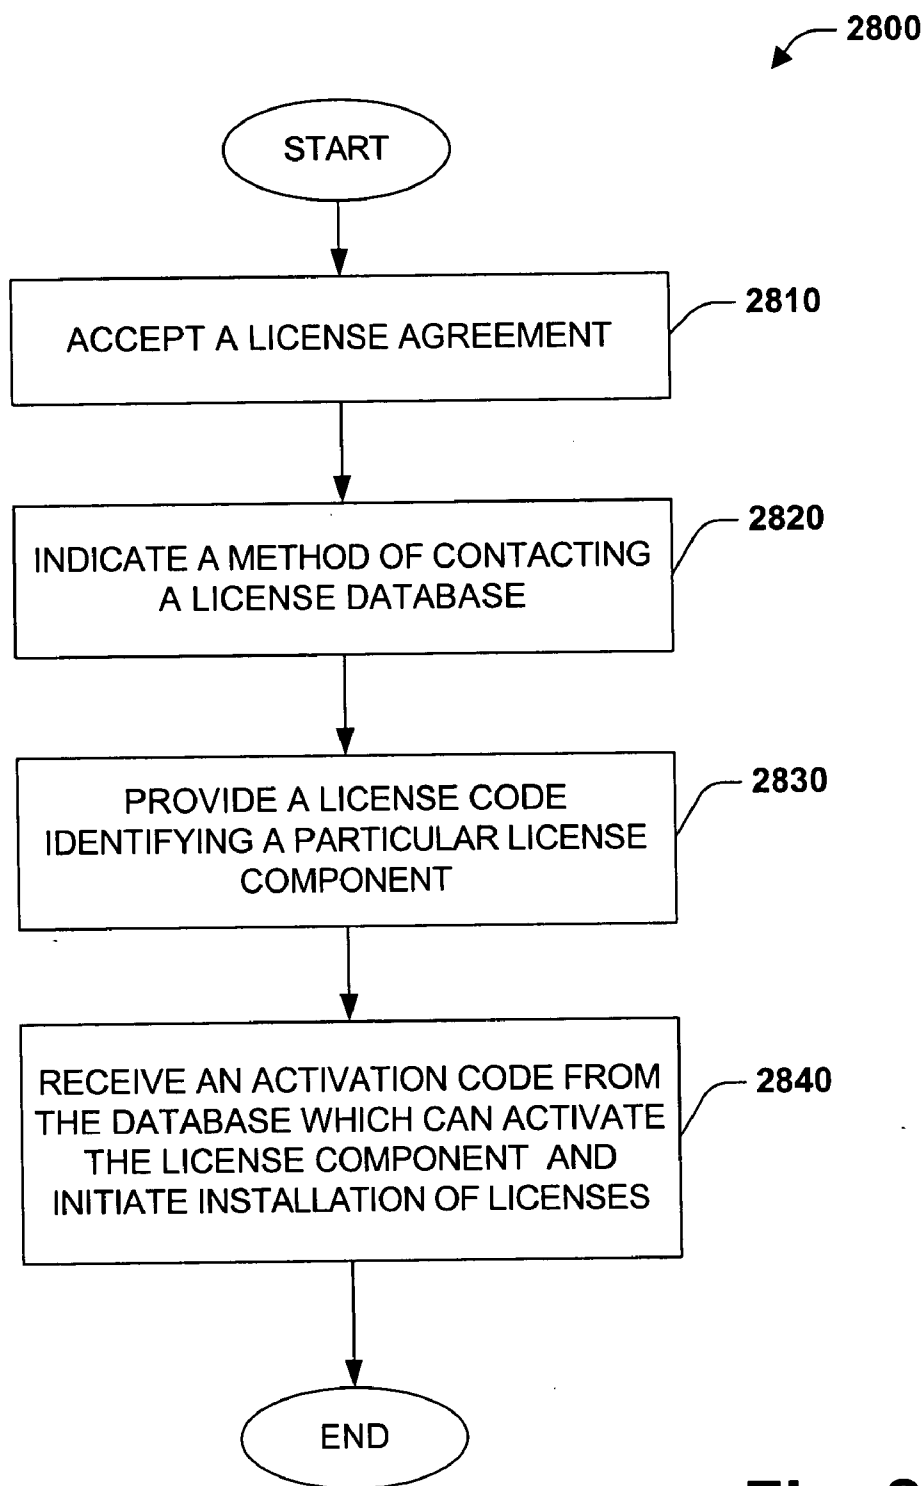 2800
START
ACCEPT A LICENSE AGREEMENT
2810
INDICATE A METHOD OF CONTACTING
A LICENSE DATABASE
2820
PROVIDE A LICENSE CODE
IDENTIFYING A PARTICULAR LICENSE
COMPONENT
2830
RECEIVE AN ACTIVATION CODE FROM
THE DATABASE WHICH CAN ACTIVATE
THE LICENSE COMPONENT AND
INITIATE INSTALLATION OF LICENSES
2840
END